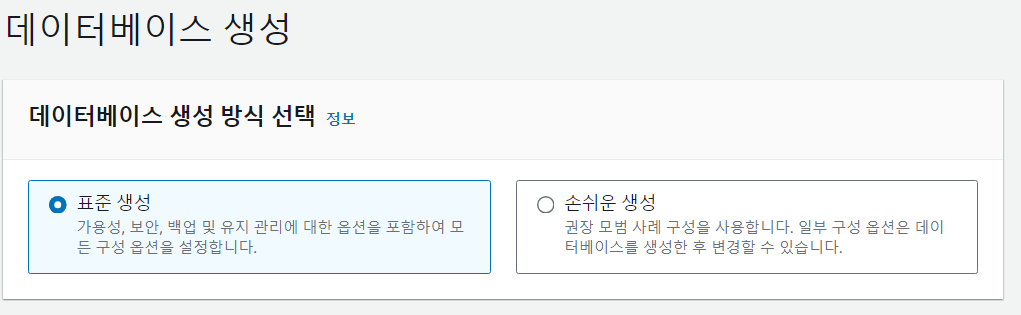 데이터베이스 생성
데이터베이스 생성 방식 선택 정보
표준 생성
가용성, 보안, 백업 및 유지 관리에 대한 옵션을 포함하여 모
든 구성 옵션을 설정합니다.
손쉬운 생성
권장 모범 사례 구성을 사용합니다. 일부 구성 옵션은 데이
터베이스를 생성한 후 변경할 수 있습니다.